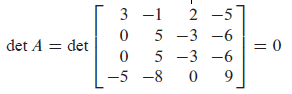 det A = det [ 3 −1 2 −5
0 5 −3 −6
0 5 −3 −6
−5 −8 0 9 ] = 0